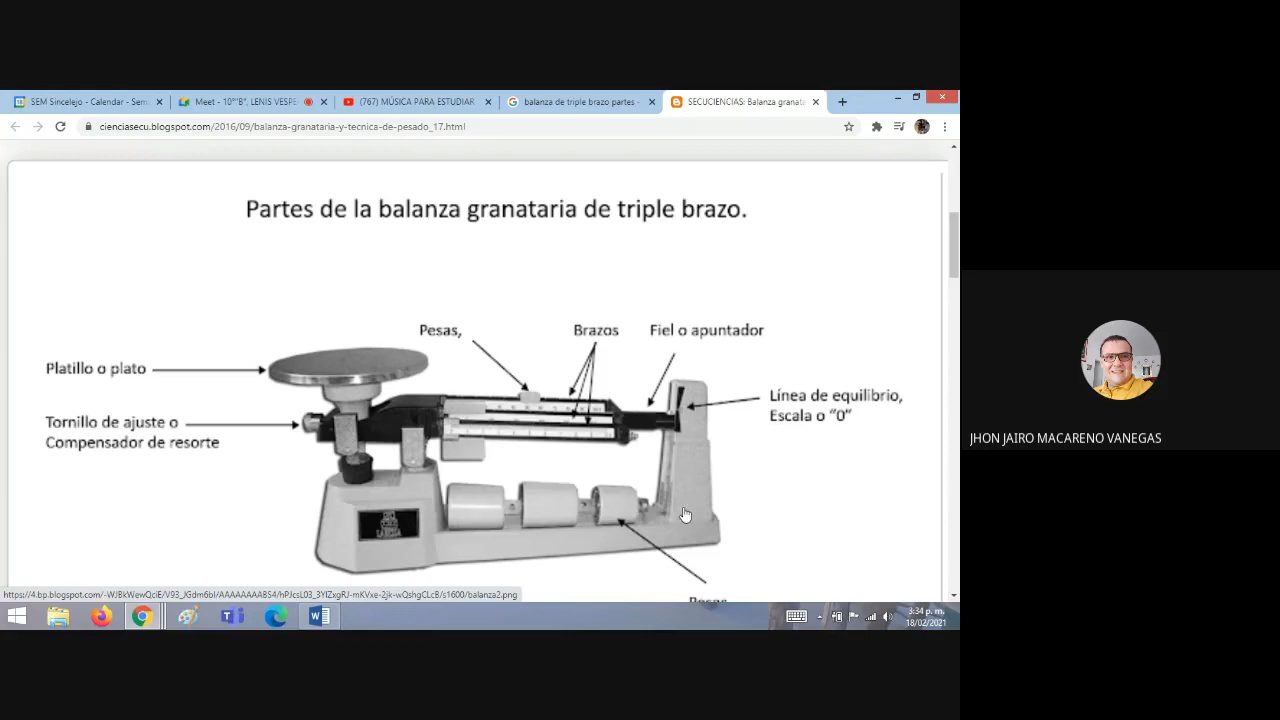 SEM Sincelejo - Calendar - Sem
Meet - 10°"B". LENIS VESPE
(767) MÚSICA PARA ESTUDIAR
balanza de triple brazo partes -
SECUCIENCIAS: Balanza granata
cienciasecu.blogspot.com/2016/09/balanza-granataria-y-tecnica-de-pesado_17.html
Partes de la balanza granataria de triple brazo.
Pesas,
Brazos
Fiel o apuntador
Platillo o plato
Línea de equilibrio,
Escala o "0"
Tornillo de ajuste o
Compensador de resorte
JHON JAIRO MACARENO VANEGAS
Pesas
3:34 p. m.
18/02/2021